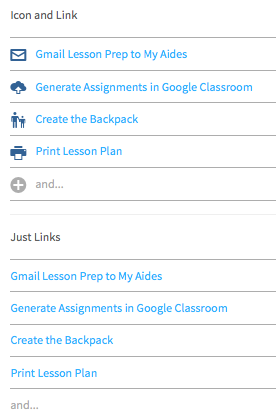 Icon and Link
Gmail Lesson Prep to My Aides
Generate Assignments in Google Classroom
Create the Backpack
Print Lesson Plan
and...
Just Links
Gmail Lesson Prep to My Aides
Generate Assignments in Google Classroom
Create the Backpack
Print Lesson Plan
and...